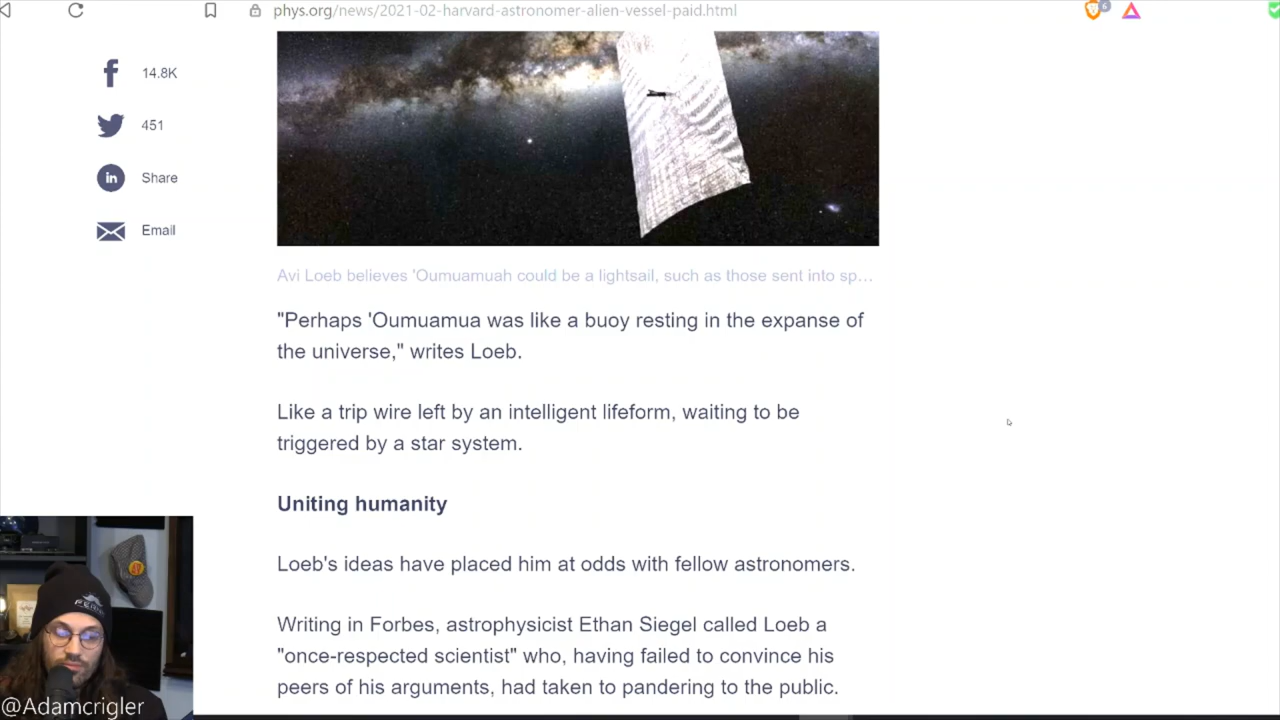 phys.org/news/2021-02-harvard-astronomer-alien-vessel-paid.html
6
14.8K
451
in
Share
Email
Avi Loeb believes 'Oumuamuah could be a lightsail, such as those sent into sp...
"Perhaps 'Oumuamua was like a buoy resting in the expanse of
the universe," writes Loeb.
Like a trip wire left by an intelligent lifeform, waiting to be
triggered by a star system.
Uniting humanity
Loeb's ideas have placed him at odds with fellow astronomers.
Writing in Forbes, astrophysicist Ethan Siegel called Loeb a
"once-respected scientist" who, having failed to convince his
peers of his arguments, had taken to pandering to the public.
@Adamcrigler